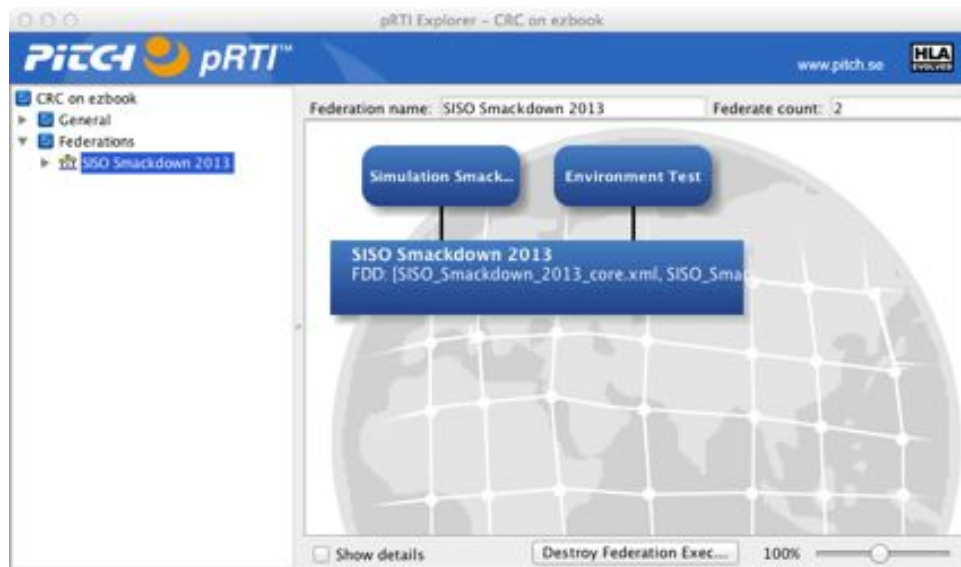 pRTI Explorer – CRC on ezbook
PITCH pRTI™
www.pitch.se
HLA
EVOLVED
CRC on ezbook
General
Federations
SISO Smackdown 2013
Federation name: SISO Smackdown 2013
Federate count: 2
Simulation Smack...
Environment Test
SISO Smackdown 2013
FDD: [SISO_Smackdown_2013_core.xml, SISO_Smac
Show details
Destroy Federation Exec...
100%